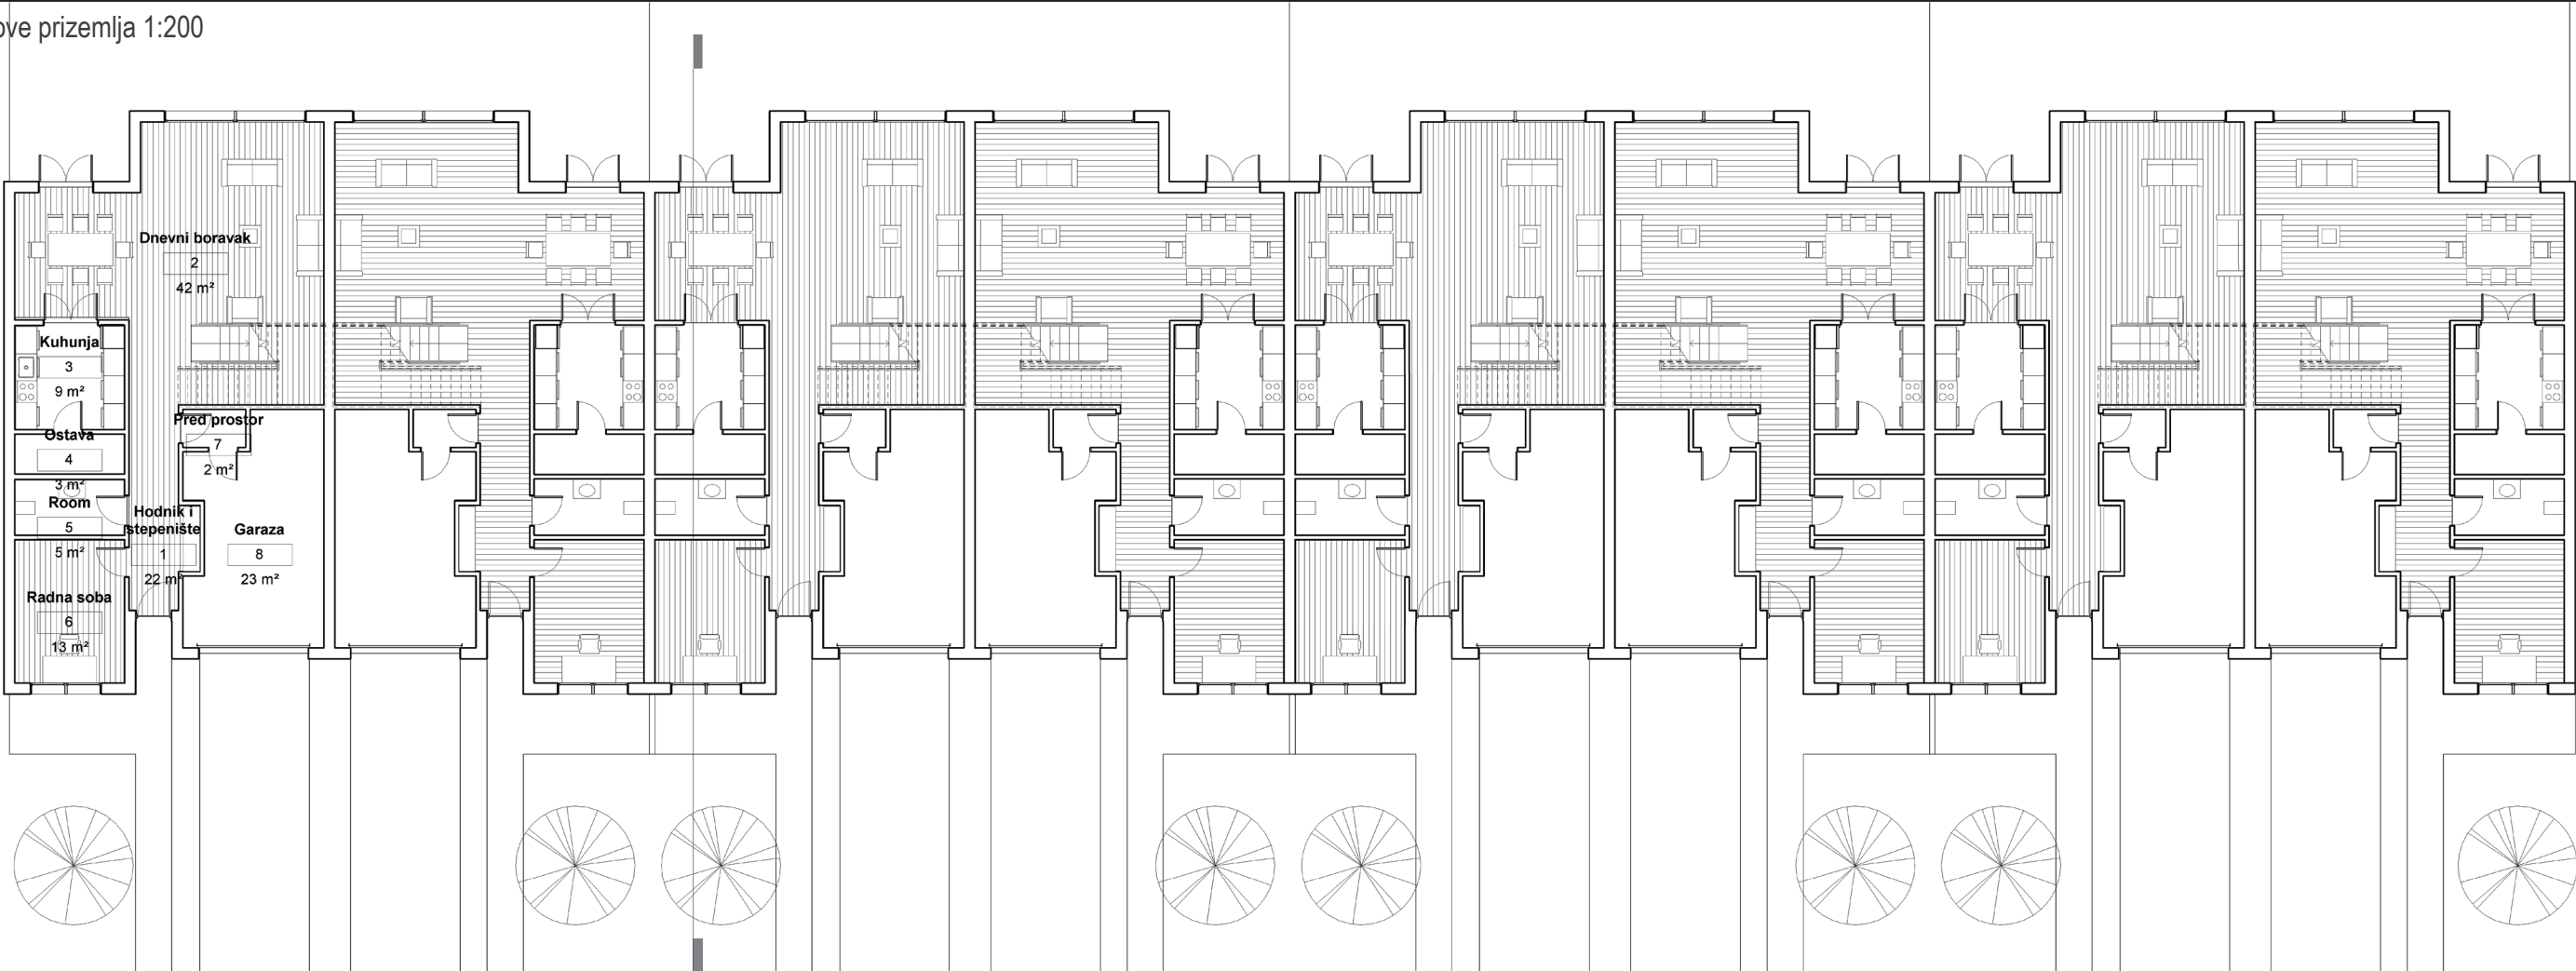 ove prizemlja 1:200
Dnevni boravak
2
42 m²
Kuhunja
3
9 m²
Pred prostor
7
2 m²
Ostava
4
3 m²
Room
5
5 m²
Hodnik i
stepenište
1
22 m²
Garaza
8
23 m²
Radna soba
6
13 m²